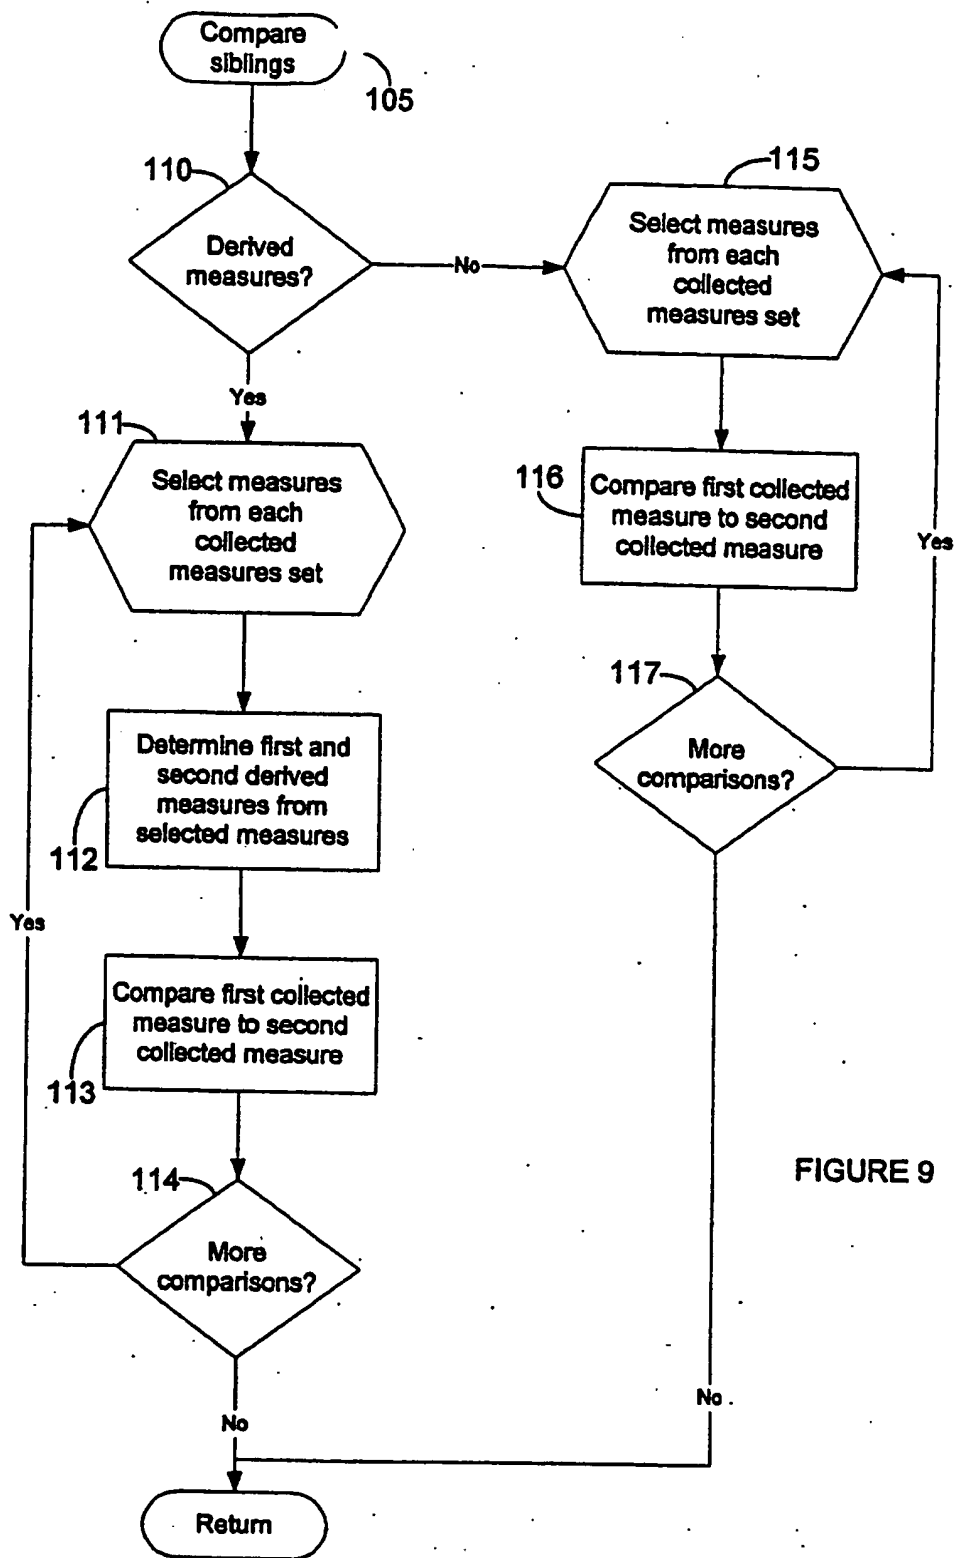 Compare
siblings
105
110
Derived
measures?
No
Yes
115
Select measures
from each
collected
measures set
116
Compare first collected
measure to second
collected measure
117
More
comparisons?
Yes
No
111
Select measures
from each
collected
measures set
112
Determine first and
second derived
measures from
selected measures
113
Compare first collected
measure to second
collected measure
114
More
comparisons?
Yes
No
Return
FIGURE 9